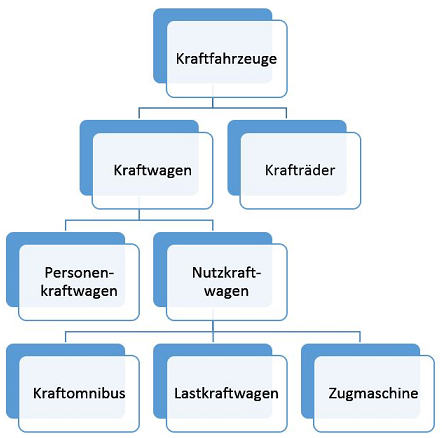 Kraftfahrzeuge
Kraftwagen
Krafträder
Personen-
kraftwagen
Nutzkraft-
wagen
Kraftomnibus
Lastkraftwagen
Zugmaschine